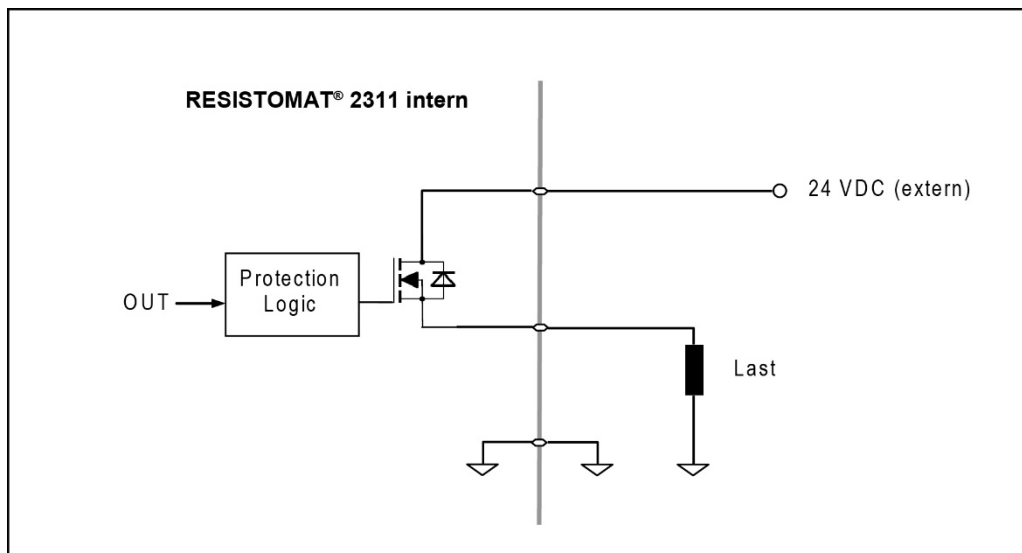 RESISTOMAT® 2311 intern
24 VDC (extern)
Protection
Logic
OUT
Last